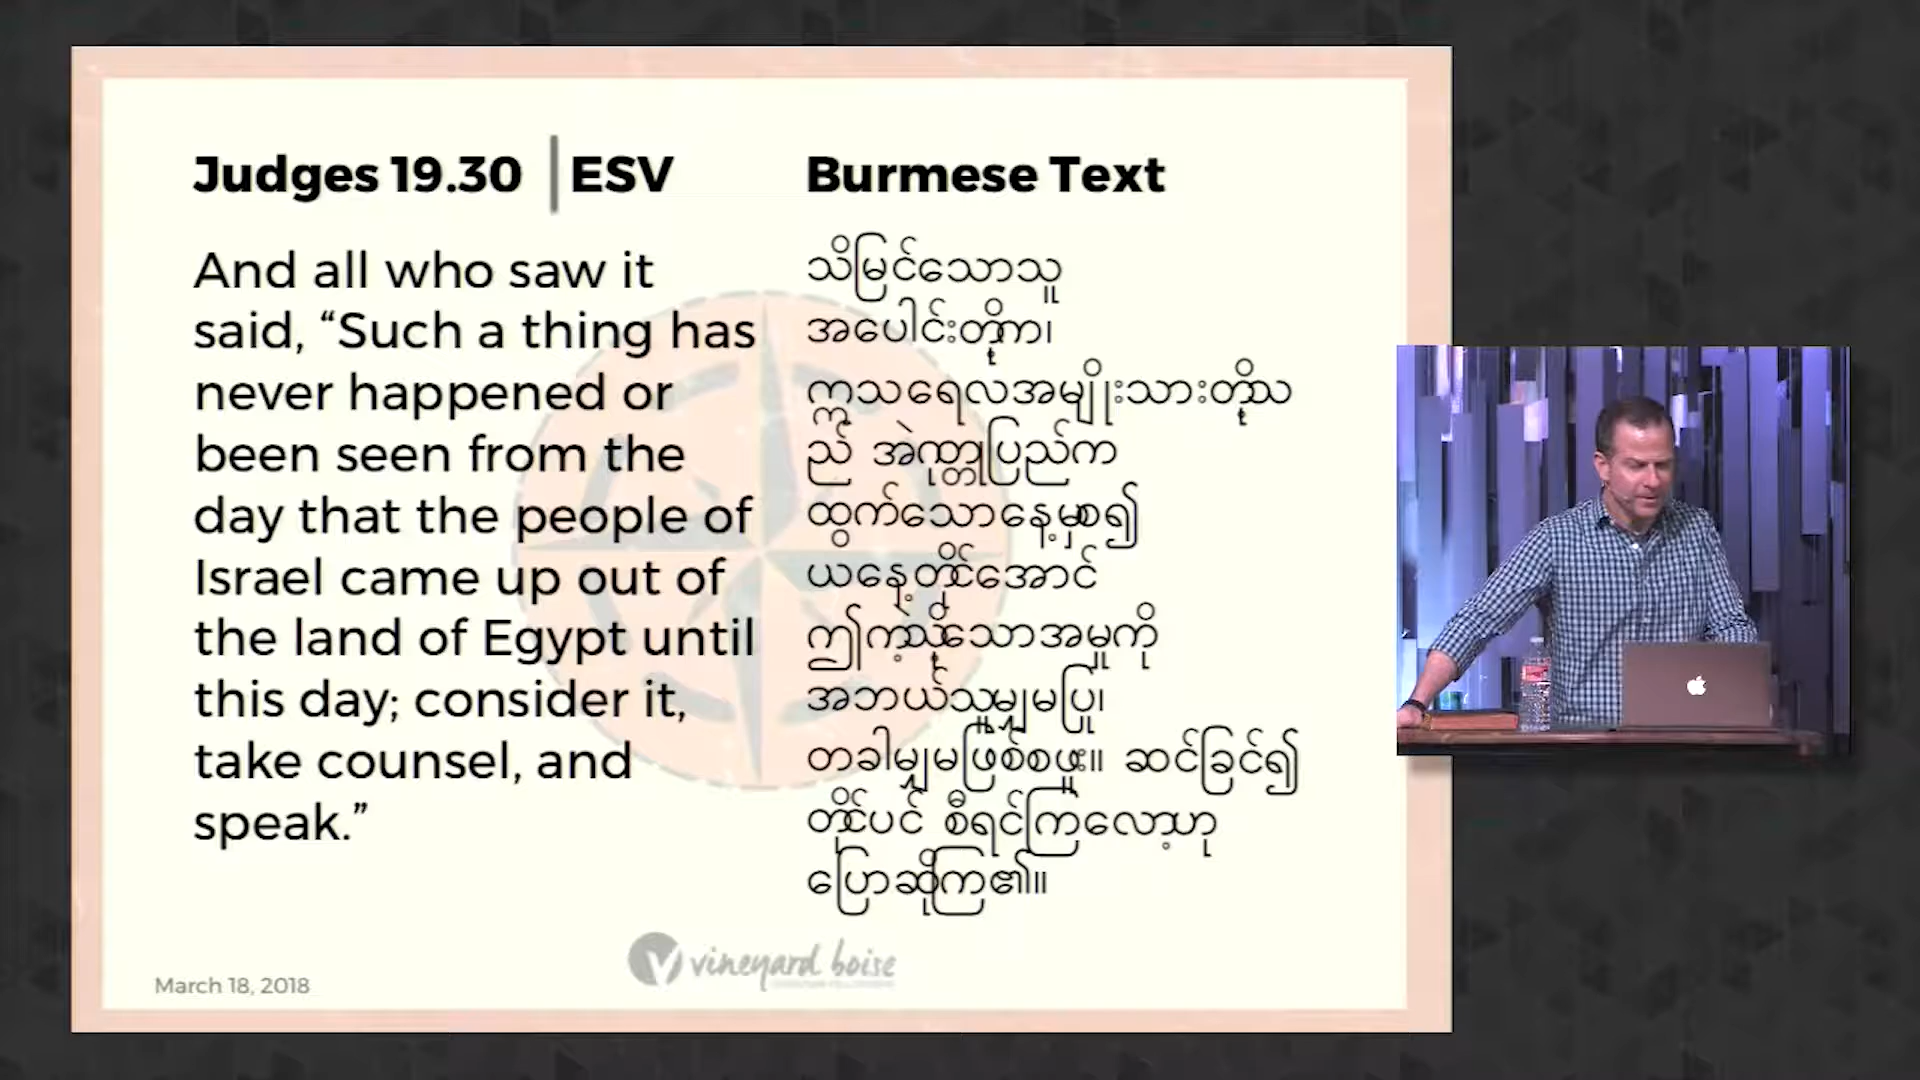 Judges 19.30 | ESV
And all who saw it
said, “Such a thing has
never happened or
been seen from the
day that the people of
Israel came up out of
the land of Egypt until
this day; consider it,
take counsel, and
speak.”
Burmese Text
သိမြင်သောသူ
အပေါင်းတို့က၊
ဣသရေလအမျိုးသားတို့သ
ည် အဲဂုတ္တုပြည်က
ထွက်သောနေ့မှစ၍
ယနေ့တိုင်အောင်
ဤကဲ့သို့သောအမှုကို
အဘယ်သူမျှမပြု၊
တခါမျှမဖြစ်စဖူး။ ဆင်ခြင်၍
တိုင်ပင် စီရင်ကြလော့ဟု
ပြောဆိုကြ၏။
vineyard boise
March 18, 2018